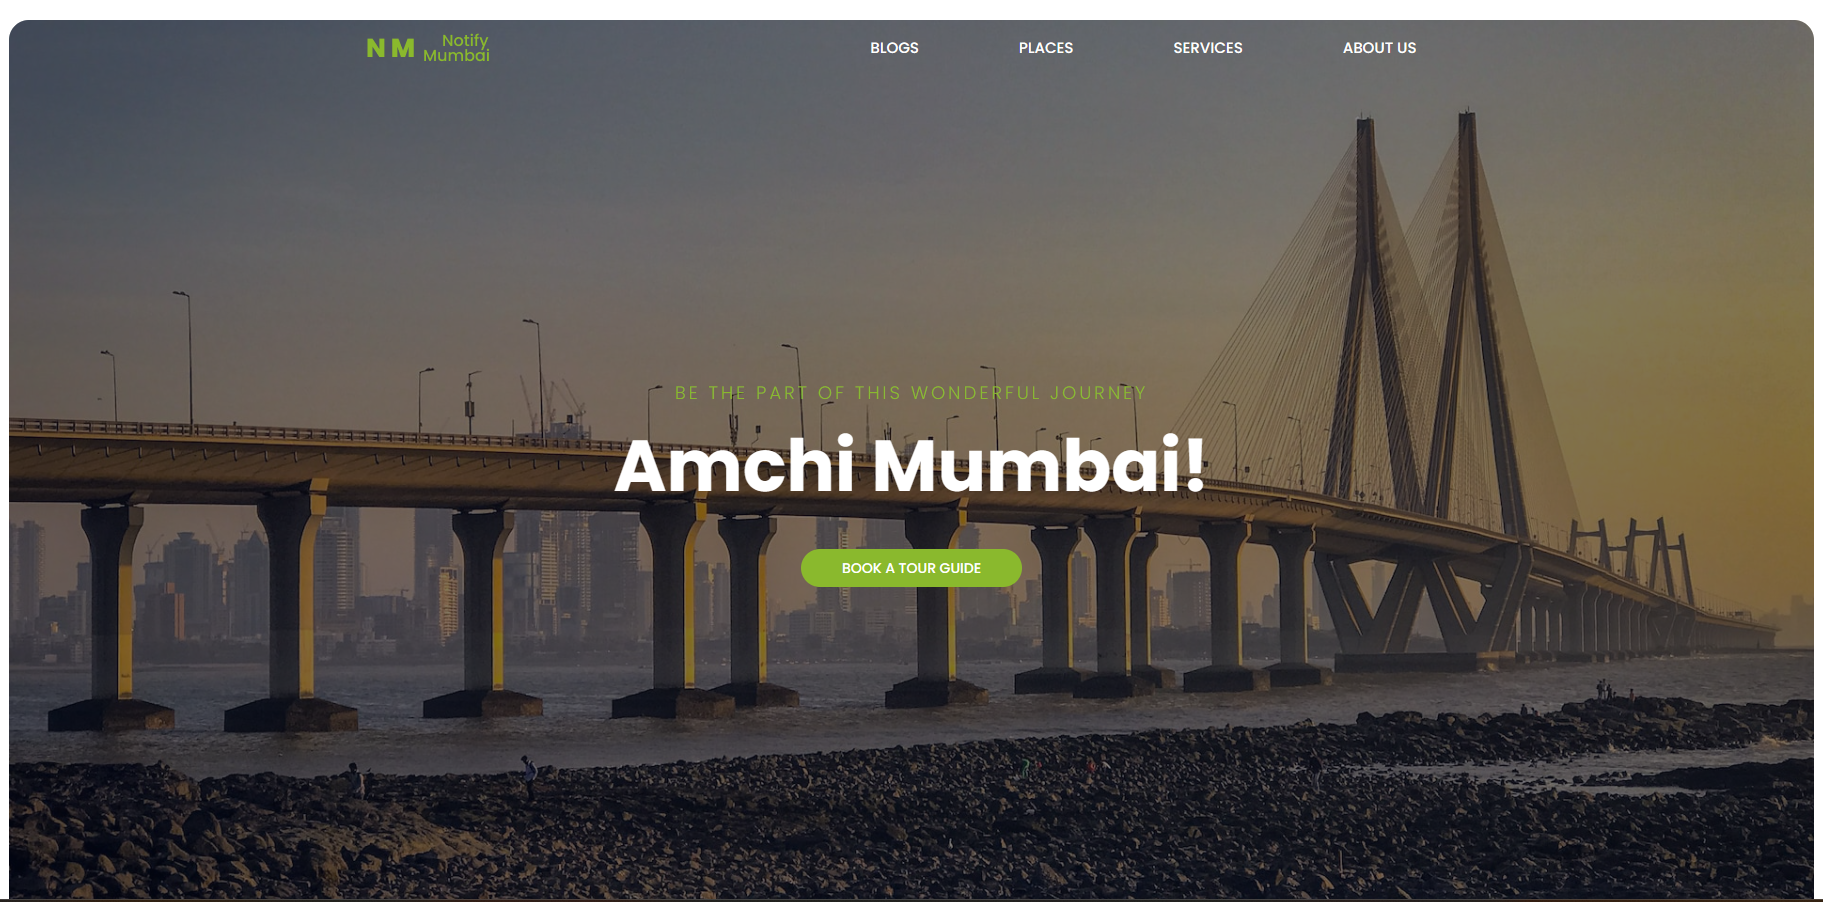 NM
Notify
Mumbai
BLOGS PLACES SERVICES ABOUT US
BE THE PART OF THIS WONDERFUL JOURNEY
Amchi Mumbai!
BOOK A TOUR GUIDE